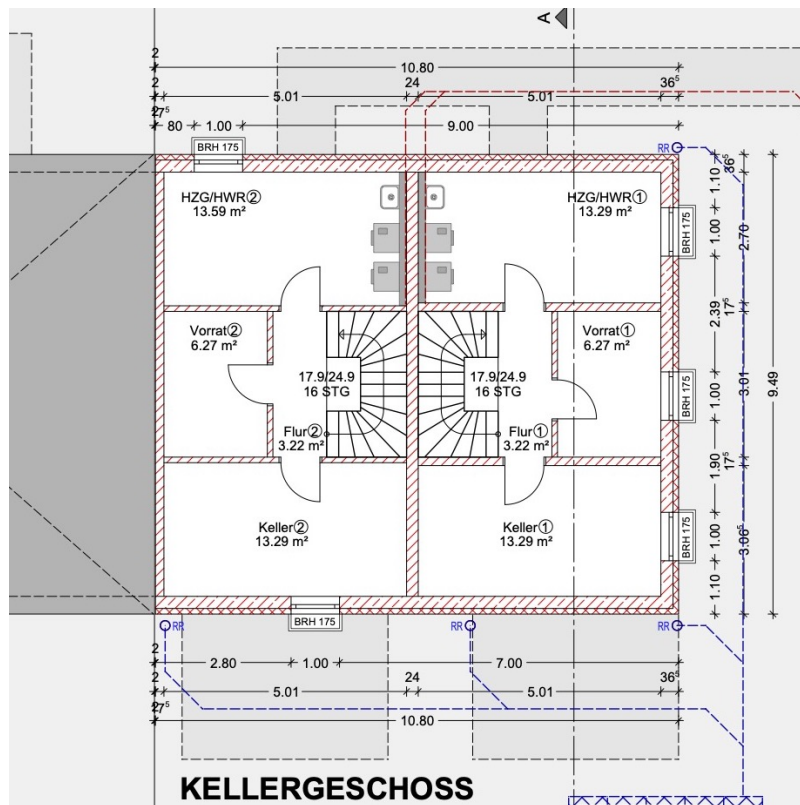 A
2
10.80
2
5.01
24
5.01
36⁵
2
17⁵
80
1.00
9.00
BRH 175
RR
36⁵
1.10
HZG/HWR②
13.59 m²
HZG/HWR①
13.29 m²
1.00
BRH 175
2.70
17⁵
2.39
Vorrat②
6.27 m²
Vorrat①
6.27 m²
17.9/24.9
16 STG
17.9/24.9
16 STG
3.01
9.49
1.00
BRH 175
Flur②
3.22 m²
Flur①
3.22 m²
1.90
17⁵
Keller②
13.29 m²
Keller①
13.29 m²
1.00
BRH 175
3.06⁵
1.10
BRH 175
RR
RR
RR
2
2.80
1.00
7.00
2
5.01
24
5.01
36⁵
2
17⁵
10.80
KELLERGESCHOSS